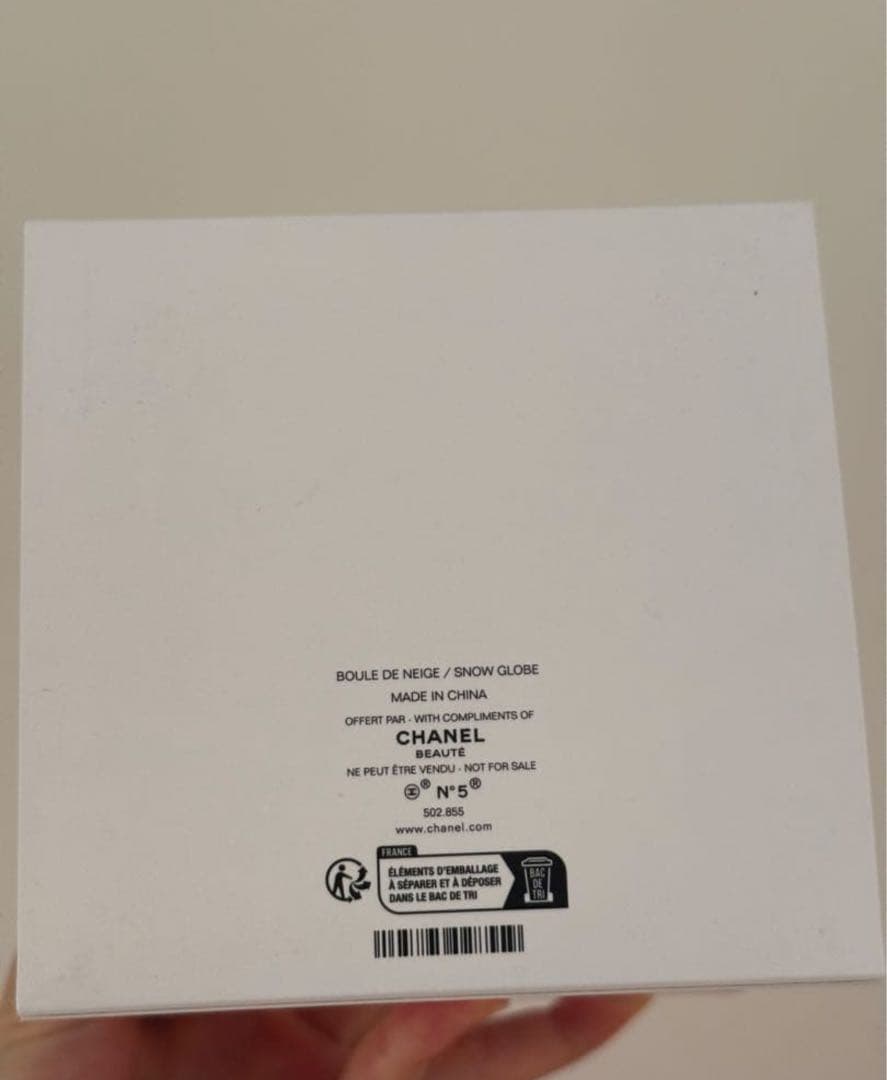 BOULE DE NEIGE / SNOW GLOBE
MADE IN CHINA
OFFERT PAR - WITH COMPLIMENTS OF
CHANEL
BEAUTÉ
NE PEUT ÊTRE VENDU - NOT FOR SALE
® N°5®
502.855
www.chanel.com
FRANCE
ÉLÉMENTS D'EMBALLAGE
À SÉPARER ET À DÉPOSER
DANS LE BAC DE TRI
BAC
DE
TRI